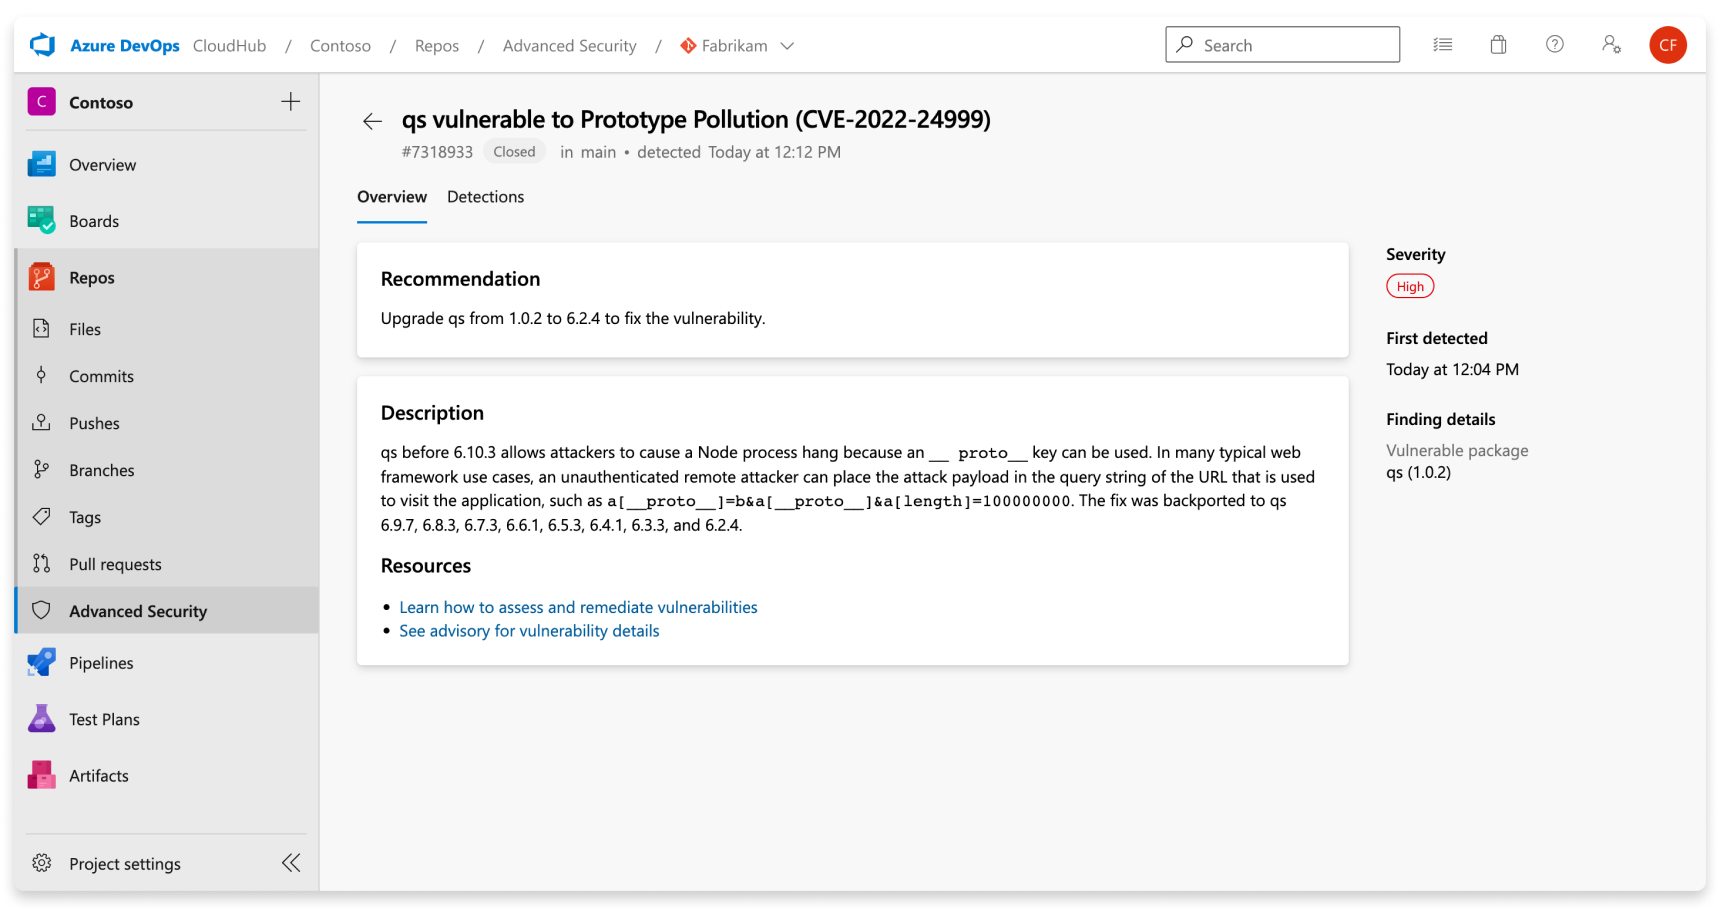 Azure DevOps CloudHub / Contoso / Repos / Advanced Security / Fabrikam
Search
CF
C Contoso
Overview
Boards
Repos
Files
Commits
Pushes
Branches
Tags
Pull requests
Advanced Security
Pipelines
Test Plans
Artifacts
Project settings
qs vulnerable to Prototype Pollution (CVE-2022-24999)
#7318933 Closed in main • detected Today at 12:12 PM
Overview Detections
Recommendation
Upgrade qs from 1.0.2 to 6.2.4 to fix the vulnerability.
Description
qs before 6.10.3 allows attackers to cause a Node process hang because an __ proto__ key can be used. In many typical web
framework use cases, an unauthenticated remote attacker can place the attack payload in the query string of the URL that is used
to visit the application, such as a[__proto__]=b&a[__proto__]&a[length]=100000000. The fix was backported to qs
6.9.7, 6.8.3, 6.7.3, 6.6.1, 6.5.3, 6.4.1, 6.3.3, and 6.2.4.
Resources
• Learn how to assess and remediate vulnerabilities
• See advisory for vulnerability details
Severity
High
First detected
Today at 12:04 PM
Finding details
Vulnerable package
qs (1.0.2)